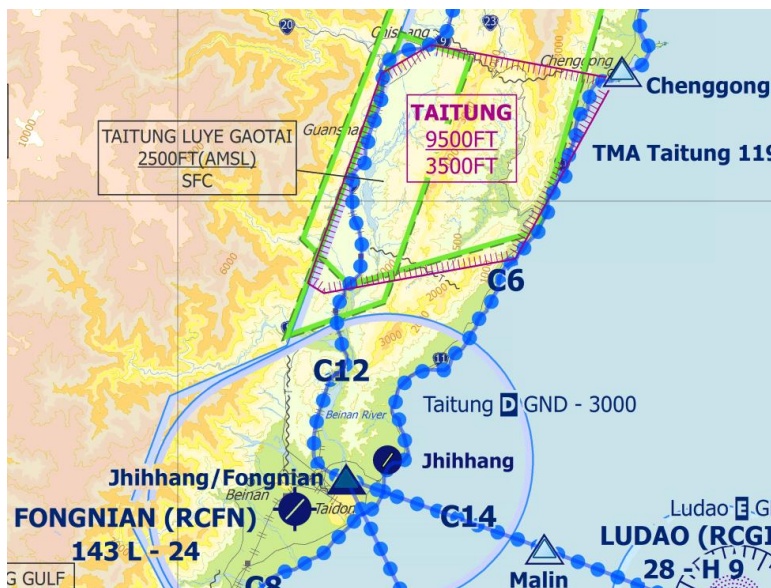 20
23
Chishang
9
Chenggong
Chenggong
TAITUNG
9500FT
3500FT
TAITUNG LUYE GAOTAI
2500FT(AMSL)
SFC
TMA Taitung 119
10000
6000
500
1000
2000
3000
C6
11
C12
Taitung D GND - 3000
Beinan River
Jhihhang
Jhihhang/Fongnian
Beinan
FONGNIAN (RCFN)
143 L - 24
C14
Ludao E G
LUDAO (RCGI
28 - H 9
Malin
C8
G GULF